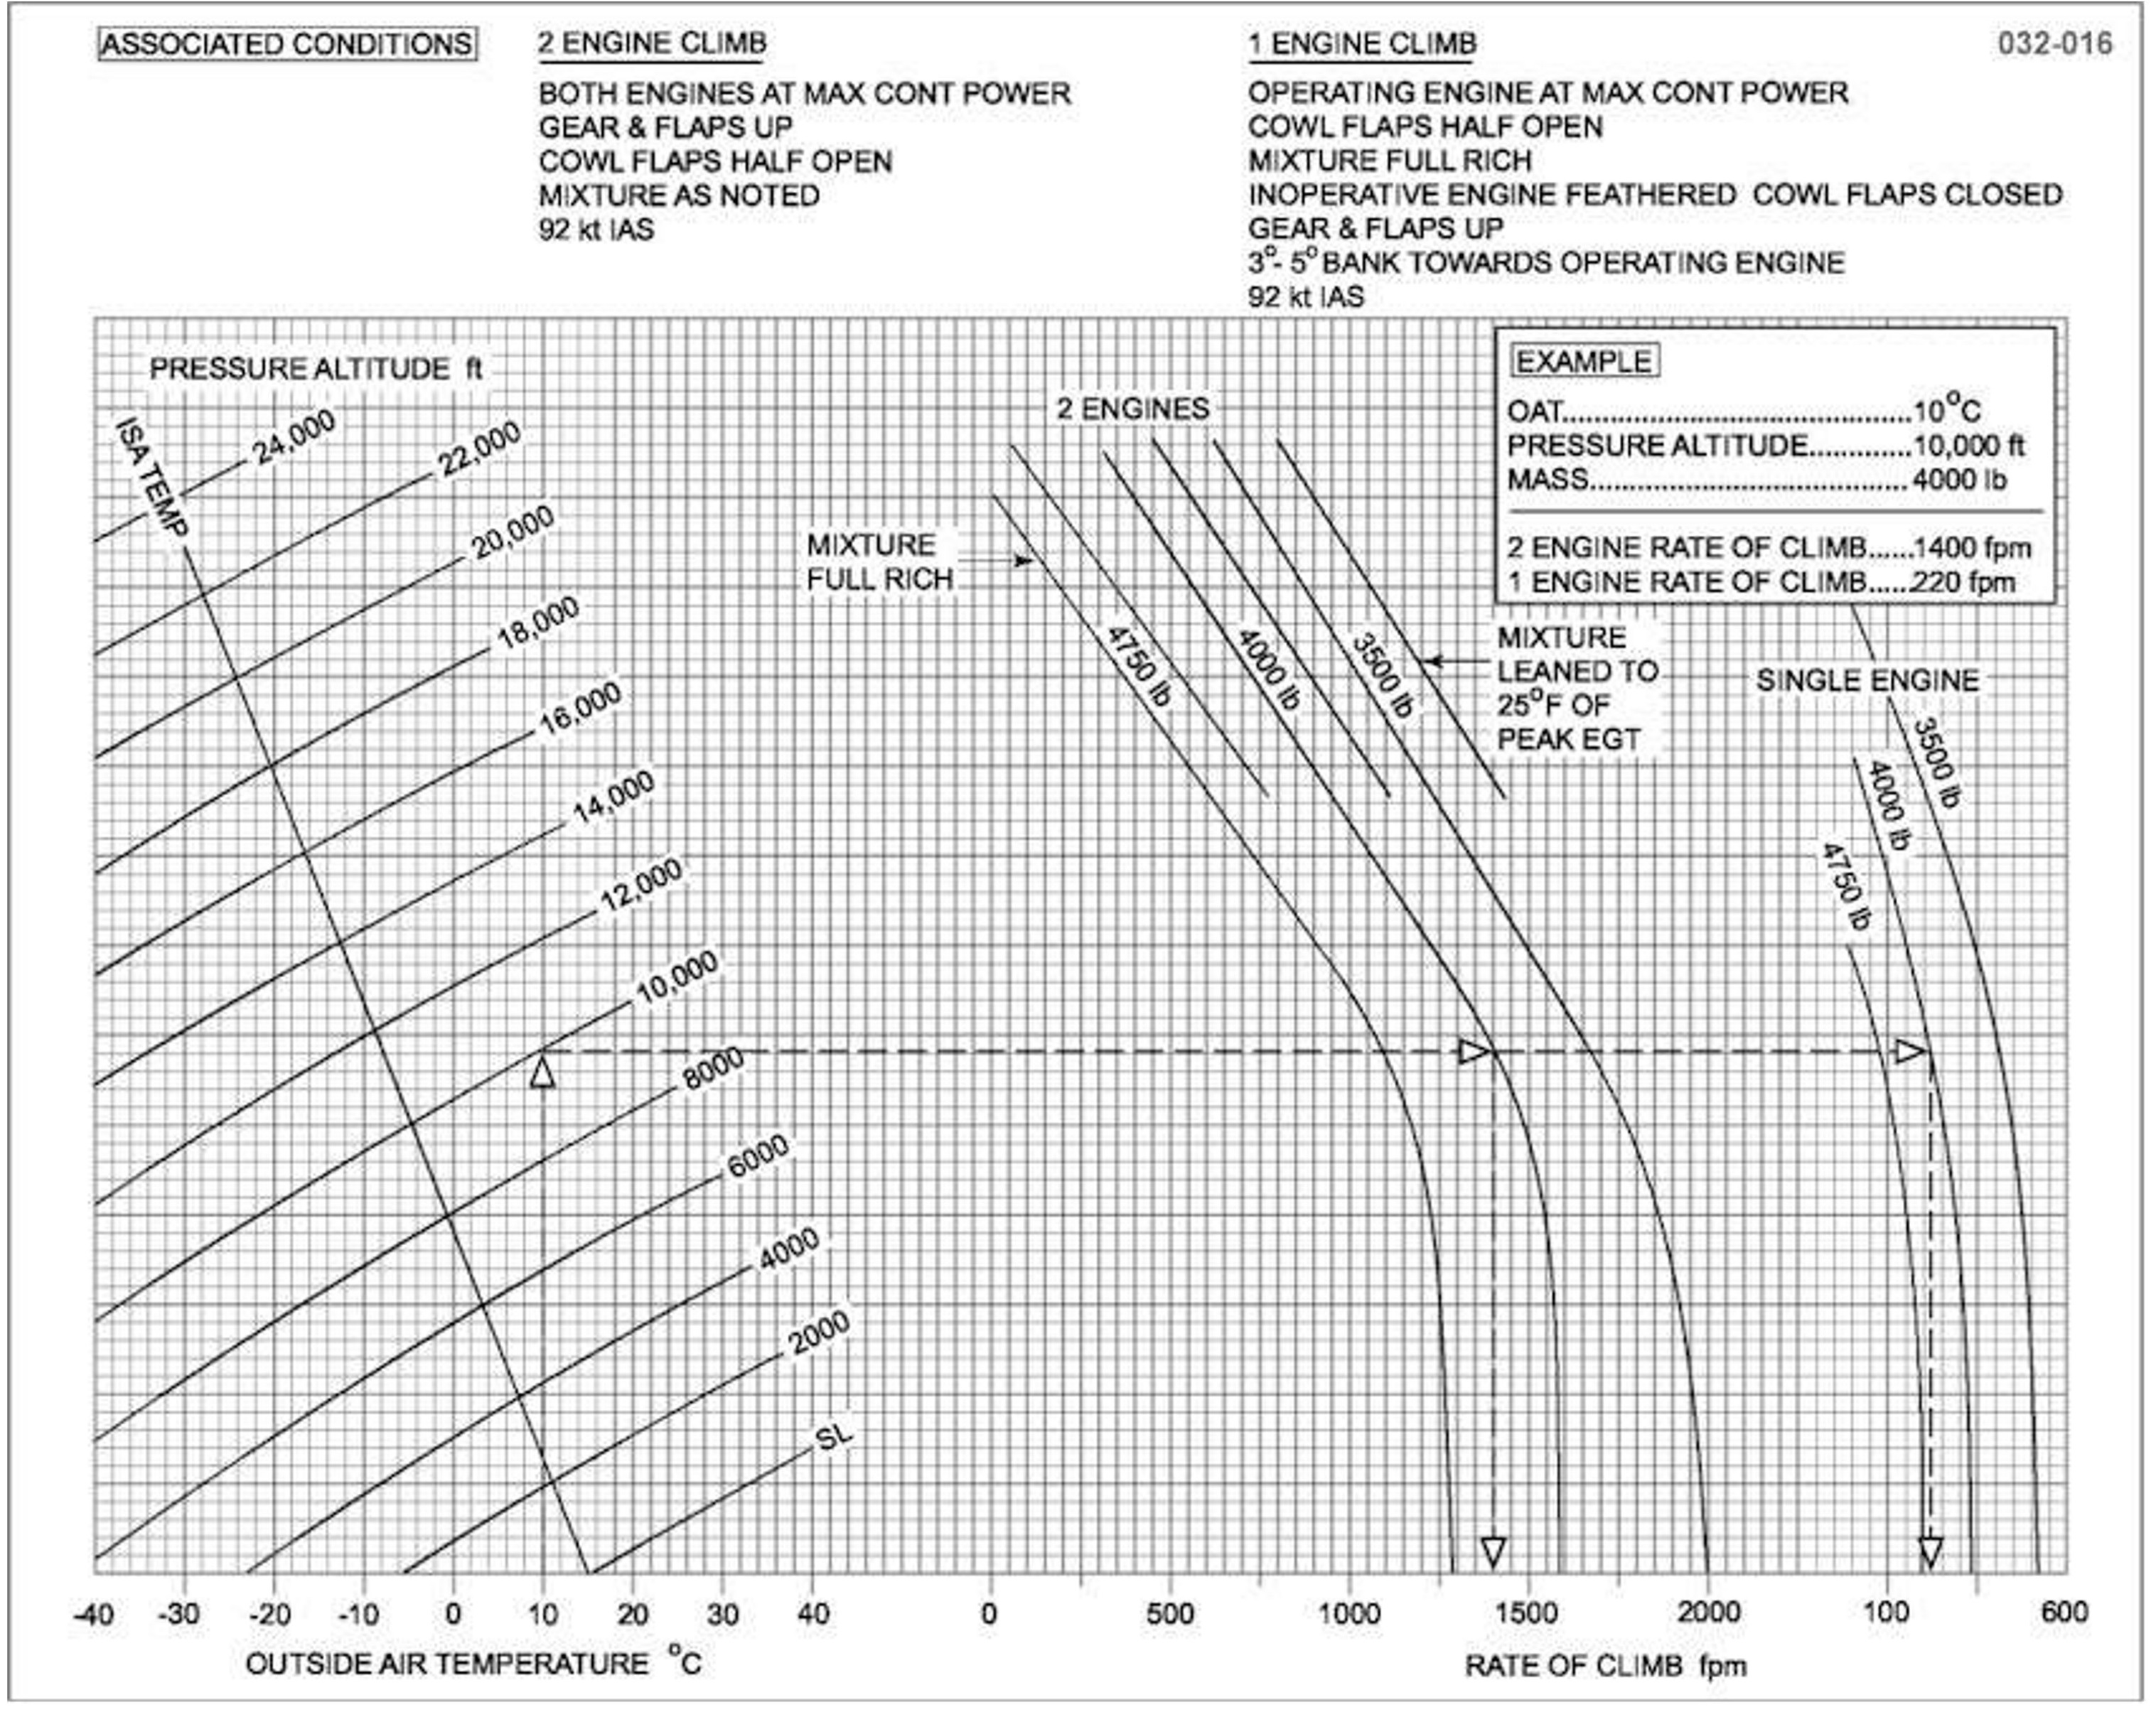 ASSOCIATED CONDITIONS
2 ENGINE CLIMB
BOTH ENGINES AT MAX CONT POWER
GEAR & FLAPS UP
COWL FLAPS HALF OPEN
MIXTURE AS NOTED
92 kt IAS
1 ENGINE CLIMB
OPERATING ENGINE AT MAX CONT POWER
COWL FLAPS HALF OPEN
MIXTURE FULL RICH
INOPERATIVE ENGINE FEATHERED COWL FLAPS CLOSED
GEAR & FLAPS UP
3°- 5° BANK TOWARDS OPERATING ENGINE
92 kt IAS
032-016
PRESSURE ALTITUDE ft
ISA TEMP
24,000
22,000
20,000
18,000
16,000
14,000
12,000
10,000
8000
6000
4000
2000
SL
2 ENGINES
MIXTURE
FULL RICH
4750 lb
4000 lb
3500 lb
EXAMPLE
OAT..........................................10°C
PRESSURE ALTITUDE.............10,000 ft
MASS......................................4000 lb
2 ENGINE RATE OF CLIMB......1400 fpm
1 ENGINE RATE OF CLIMB.....220 fpm
MIXTURE
LEANED TO
25°F OF
PEAK EGT
SINGLE ENGINE
3500 lb
4000 lb
4750 lb
-40 -30 -20 -10 0 10 20 30 40 0 500 1000 1500 2000 100 600
OUTSIDE AIR TEMPERATURE °C
RATE OF CLIMB fpm